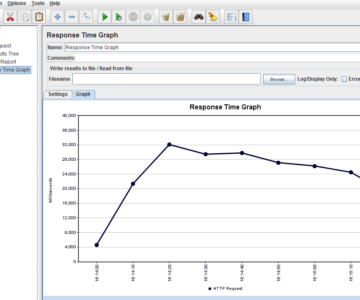 Options Tools Help
Response Time Graph
Name: Response Time Graph
Comments:
Write results to file / Read from file
Filename Browse... Log/Display Only: Error
Settings Graph
Response Time Graph
40,000
36,000
32,000
28,000
24,000
20,000
16,000
12,000
8,000
4,000
0
Milliseconds
16:14:00
16:14:10
16:14:20
16:14:30
16:14:40
16:14:50
16:15:00
16:15:10
HTTP Request
quest
ults Tree
Report
Time Graph